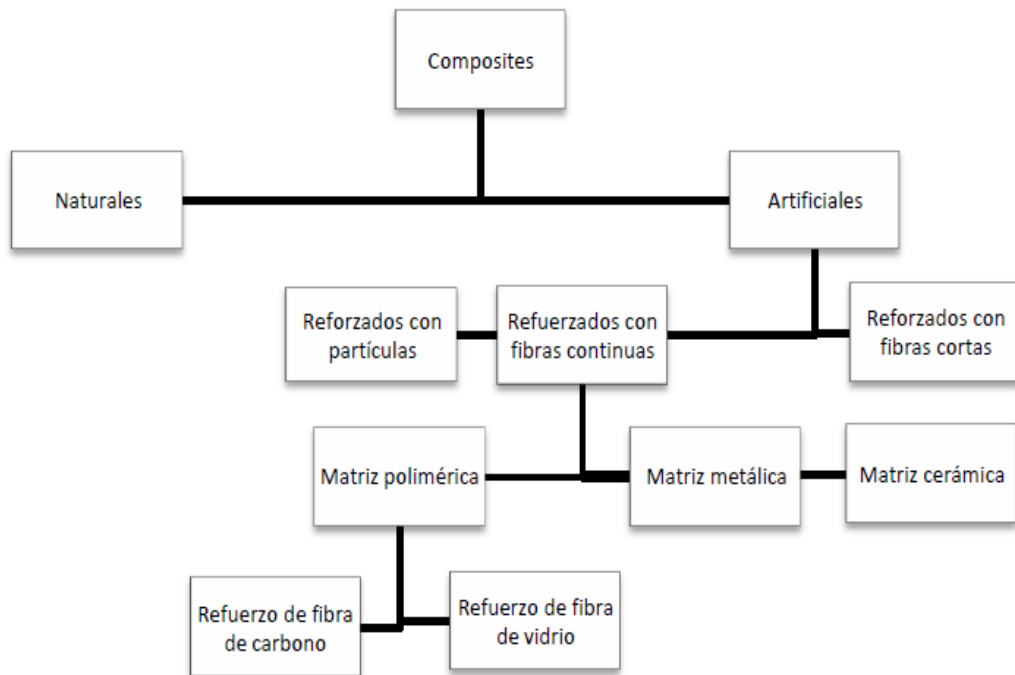 Composites
Naturales
Artificiales
Reforzados con
partículas
Refuerzados con
fibras continuas
Reforzados con
fibras cortas
Matriz polimérica
Matriz metálica
Matriz cerámica
Refuerzo de fibra
de carbono
Refuerzo de fibra
de vidrio